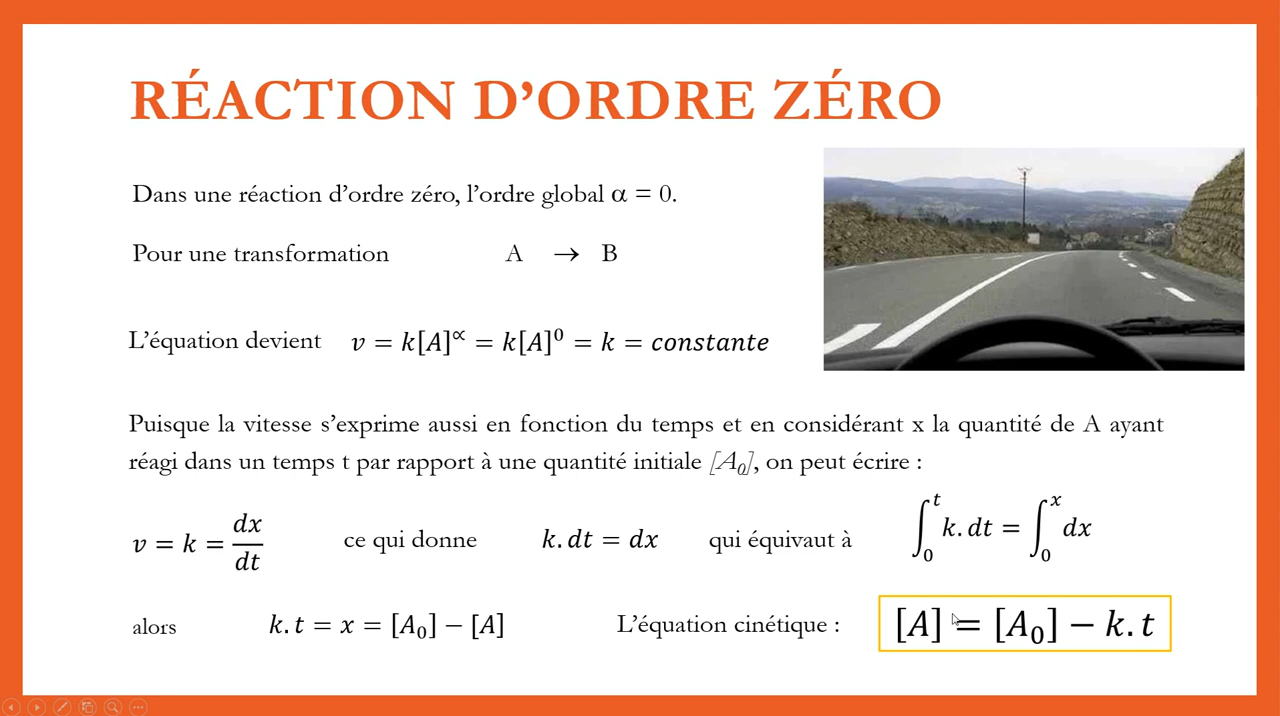 RÉACTION D’ORDRE ZÉRO
Dans une réaction d’ordre zéro, l’ordre global α = 0.
Pour une transformation A → B
L’équation devient v = k[A]^∝ = k[A]^0 = k = constante
Puisque la vitesse s’exprime aussi en fonction du temps et en considérant x la quantité de A ayant
réagi dans un temps t par rapport à une quantité initiale [A₀], on peut écrire :
v = k = dx/dt ce qui donne k.dt = dx qui équivaut à ∫₀^t k.dt = ∫₀^x dx
alors k.t = x = [A₀] − [A] L’équation cinétique : [A] = [A₀] − k.t